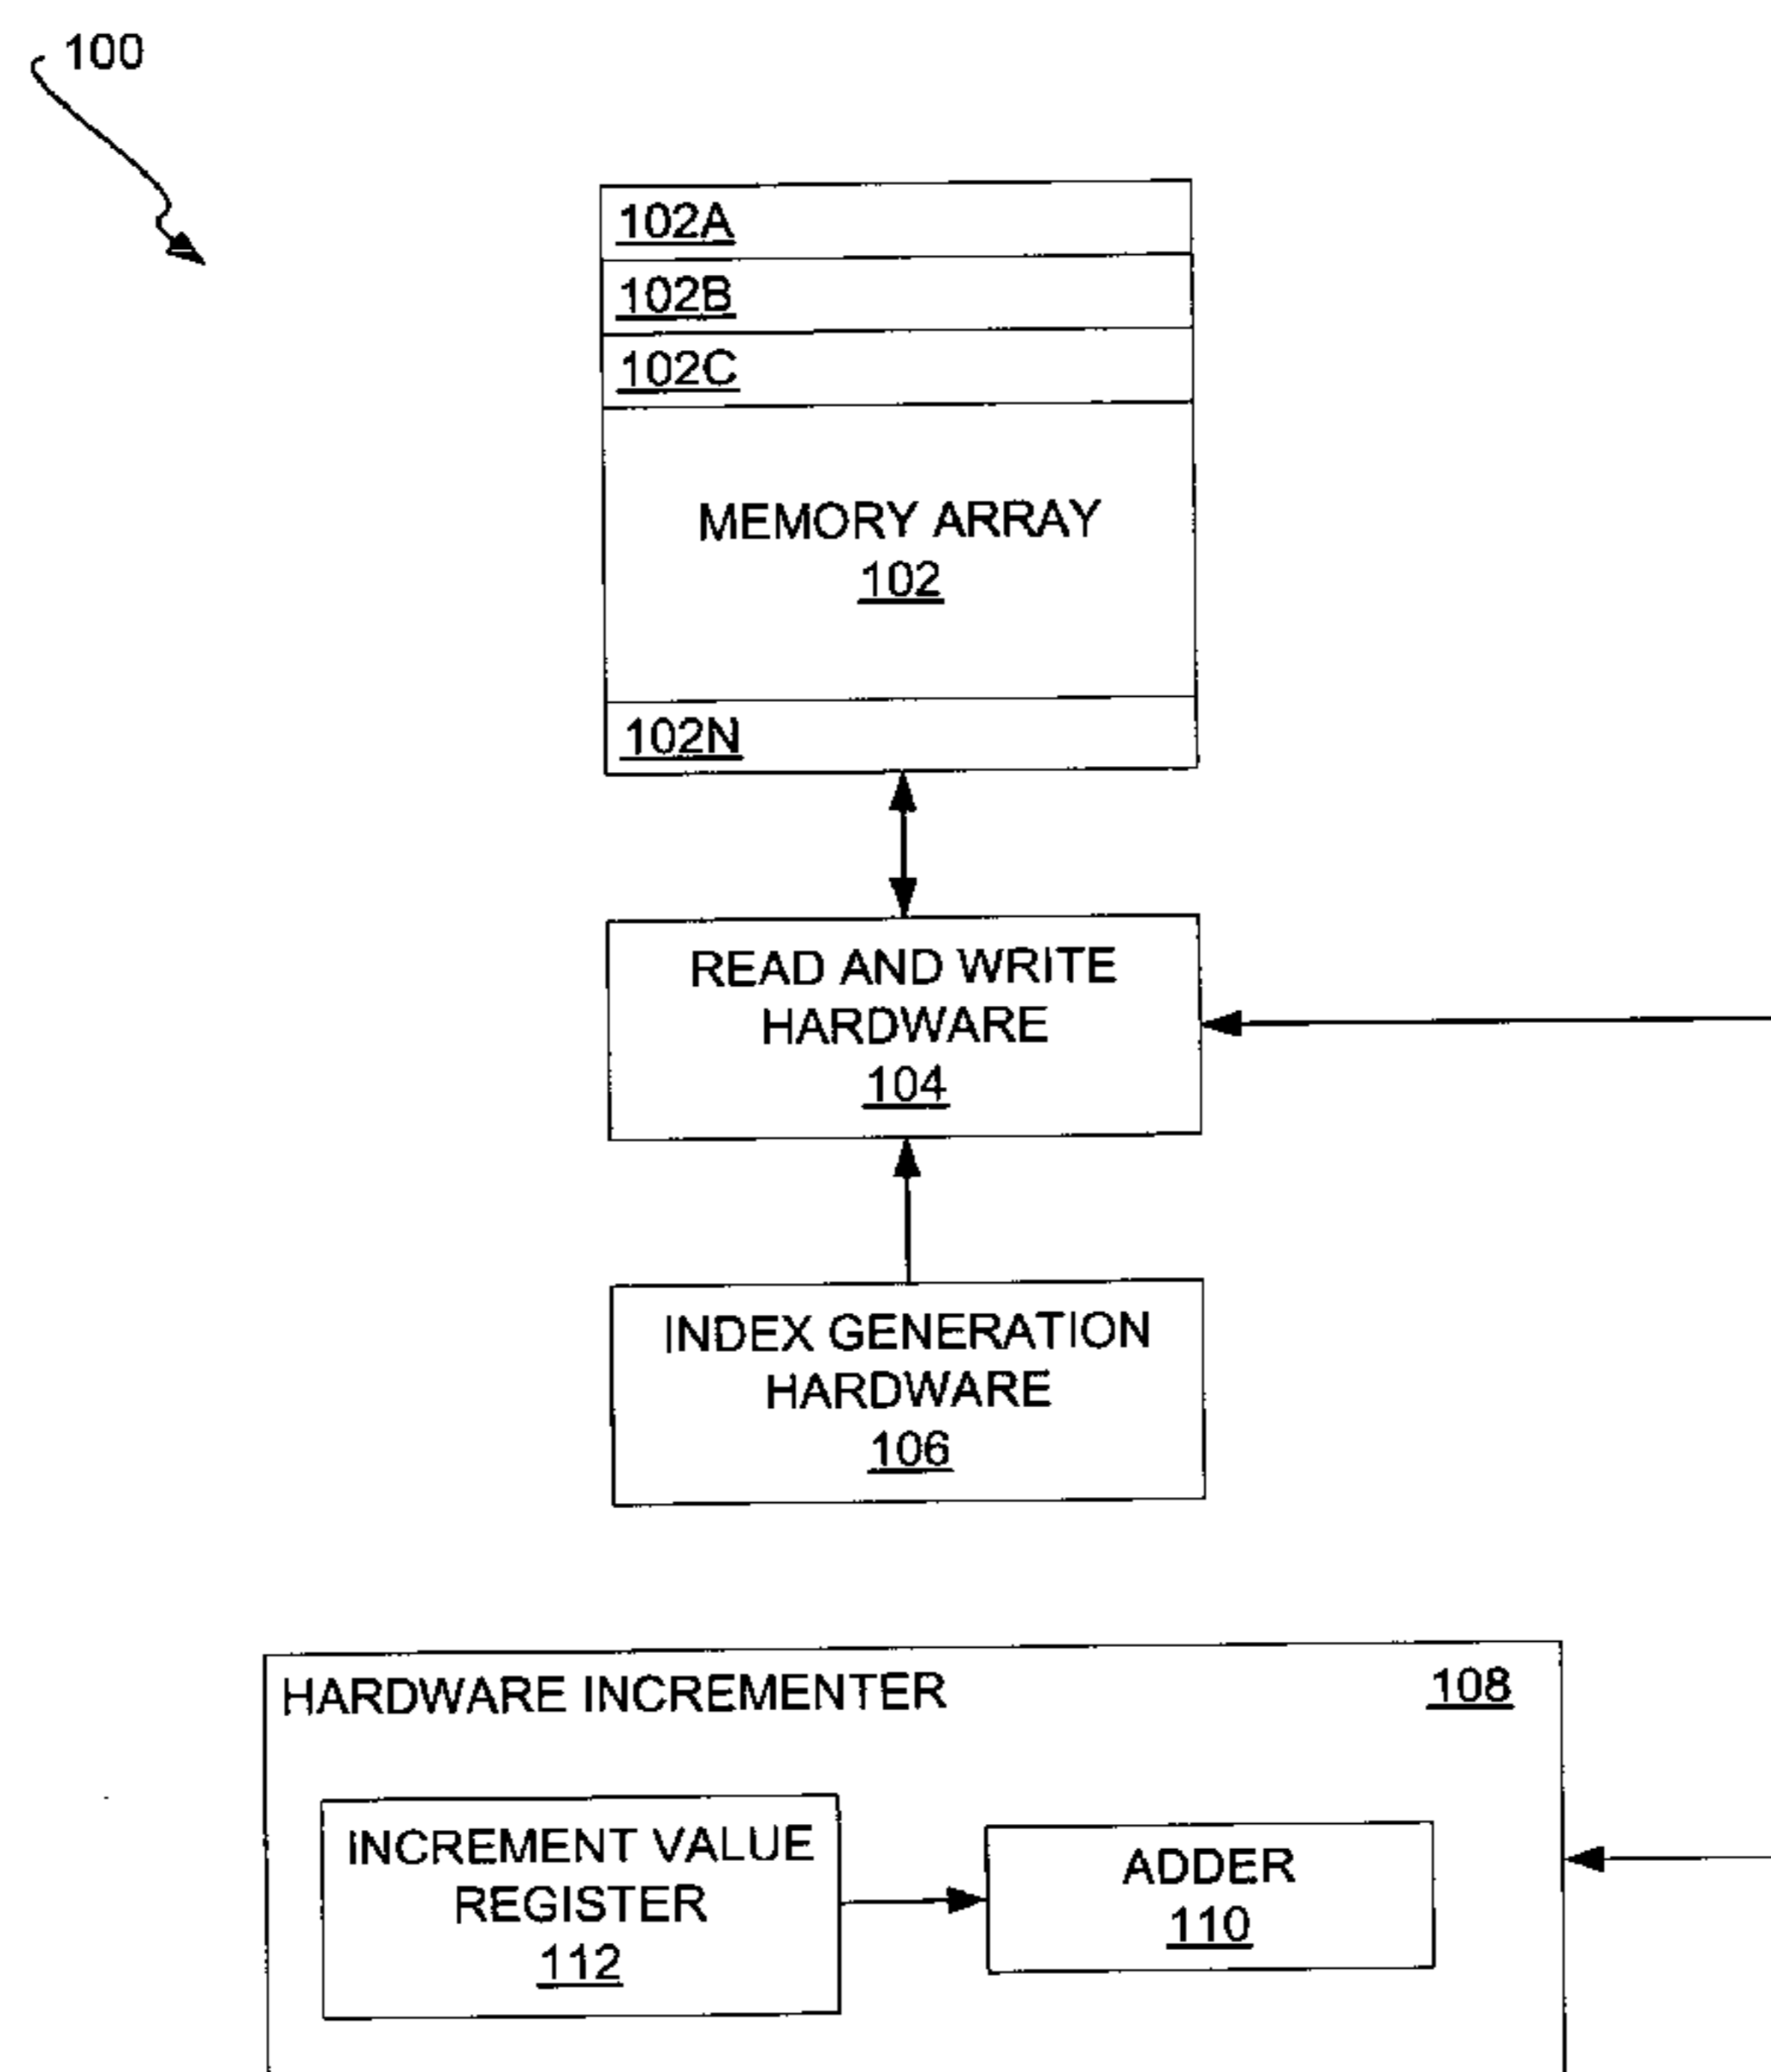 100
102A
102B
102C
MEMORY ARRAY
102
102N
READ AND WRITE
HARDWARE
104
INDEX GENERATION
HARDWARE
106
HARDWARE INCREMENTER
108
INCREMENT VALUE
REGISTER
112
ADDER
110